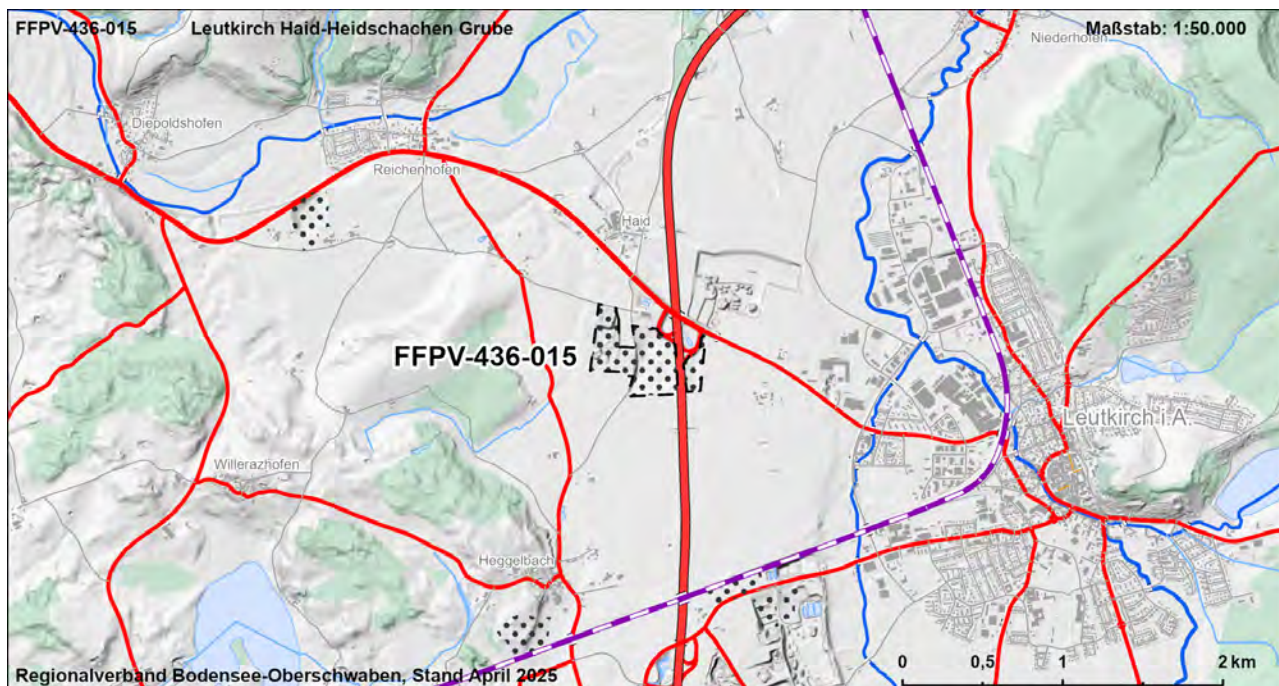 FFPV-436-015 Leutkirch Haid-Heidschachen Grube Maßstab: 1:50.000
Niederhofen
Diepoldshofen
Reichenhofen
Haid
FFPV-436-015
Leutkirch i.A.
Willerazhofen
Heggelbach
0 0,5 1 2 km
Regionalverband Bodensee-Oberschwaben, Stand April 2025